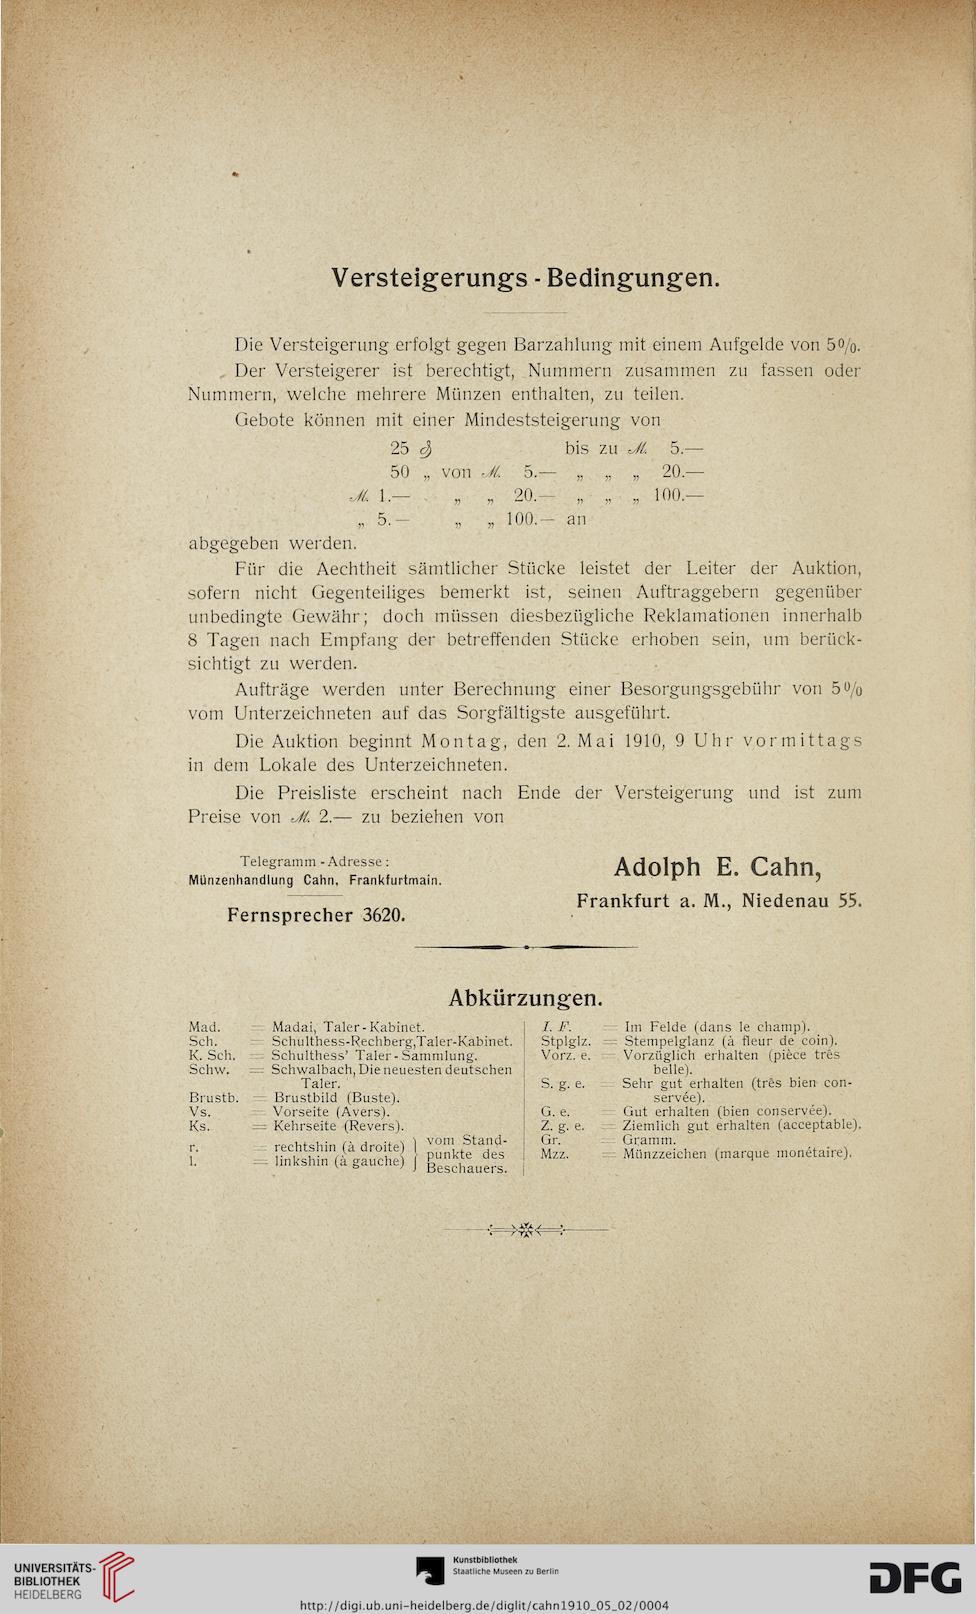 Versteigerungs-Bedingungen.
Die Versteigerung erfolgt gegen Barzahlung mit einem Aufgelde von 5%.
Der Versteigerer ist berechtigt, Nummern zusammen zu fassen oder
Nummern, welche mehrere Münzen enthalten, zu teilen.
Gebote können mit einer Mindeststeigerung von
25 ₰ bis zu ℳ 5.—
50 „ von ℳ 5.— „ „ „ 20.—
ℳ 1.— „ „ 20.— „ „ „ 100.—
„ 5.— „ „ 100.— an
abgegeben werden.
Für die Aechtheit sämtlicher Stücke leistet der Leiter der Auktion,
sofern nicht Gegenteiliges bemerkt ist, seinen Auftraggebern gegenüber
unbedingte Gewähr; doch müssen diesbezügliche Reklamationen innerhalb
8 Tagen nach Empfang der betreffenden Stücke erhoben sein, um berück-
sichtigt zu werden.
Aufträge werden unter Berechnung einer Besorgungsgebühr von 5%
vom Unterzeichneten auf das Sorgfältigste ausgeführt.
Die Auktion beginnt Montag, den 2. Mai 1910, 9 Uhr vormittags
in dem Lokale des Unterzeichneten.
Die Preisliste erscheint nach Ende der Versteigerung und ist zum
Preise von ℳ 2.— zu beziehen von
Telegramm-Adresse:
Münzenhandlung Cahn, Frankfurtmain.
Fernsprecher 3620.
Adolph E. Cahn,
Frankfurt a. M., Niedenau 55.
Abkürzungen.
Mad. = Madai, Taler-Kabinet.
Sch. = Schulthess-Rechberg, Taler-Kabinet.
K. Sch. = Schulthess' Taler-Sammlung.
Schw. = Schwalbach, Die neuesten deutschen
Taler.
Brustb. = Brustbild (Buste).
Vs. = Vorseite (Avers).
Ks. = Kehrseite (Revers).
r. = rechtshin (à droite)
l. = linkshin (à gauche)
vom Stand-
punkte des
Beschauers.
I. F. = Im Felde (dans le champ).
Stplglz. = Stempelglanz (à fleur de coin).
Vorz. e. = Vorzüglich erhalten (pièce très
belle).
S. g. e. = Sehr gut erhalten (três bien con-
servée).
G. e. = Gut erhalten (bien conservée).
Z. g. e. = Ziemlich gut erhalten (acceptable).
Gr. = Gramm.
Mzz. = Münzzeichen (marque monétaire).
UNIVERSITÄTS-
BIBLIOTHEK
HEIDELBERG
Kunstbibliothek
Staatliche Museen zu Berlin
http://digi.ub.uni-heidelberg.de/diglit/cahn1910_05_02/0004
DFG